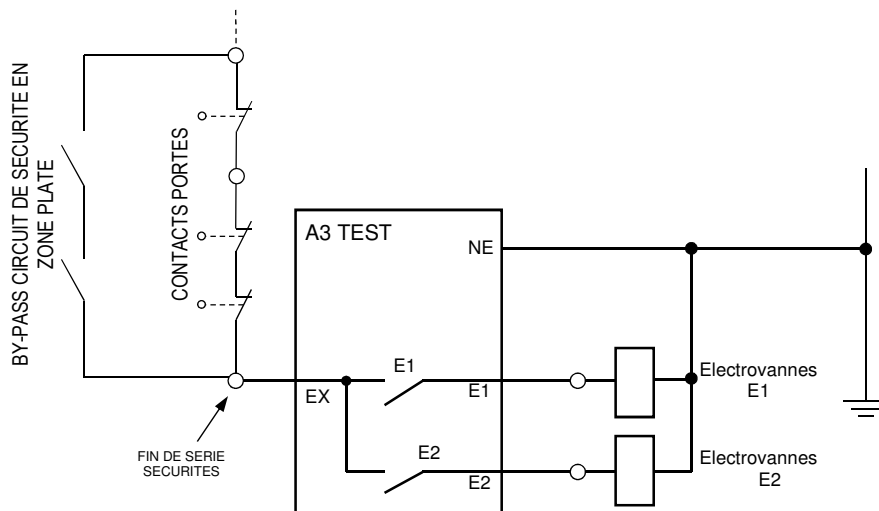 BY-PASS CIRCUIT DE SECURITE EN
ZONE PLATE
CONTACTS PORTES
A3 TEST
NE
E1
EX
E1
E2
E2
Electrovannes
E1
Electrovannes
E2
FIN DE SERIE
SECURITES